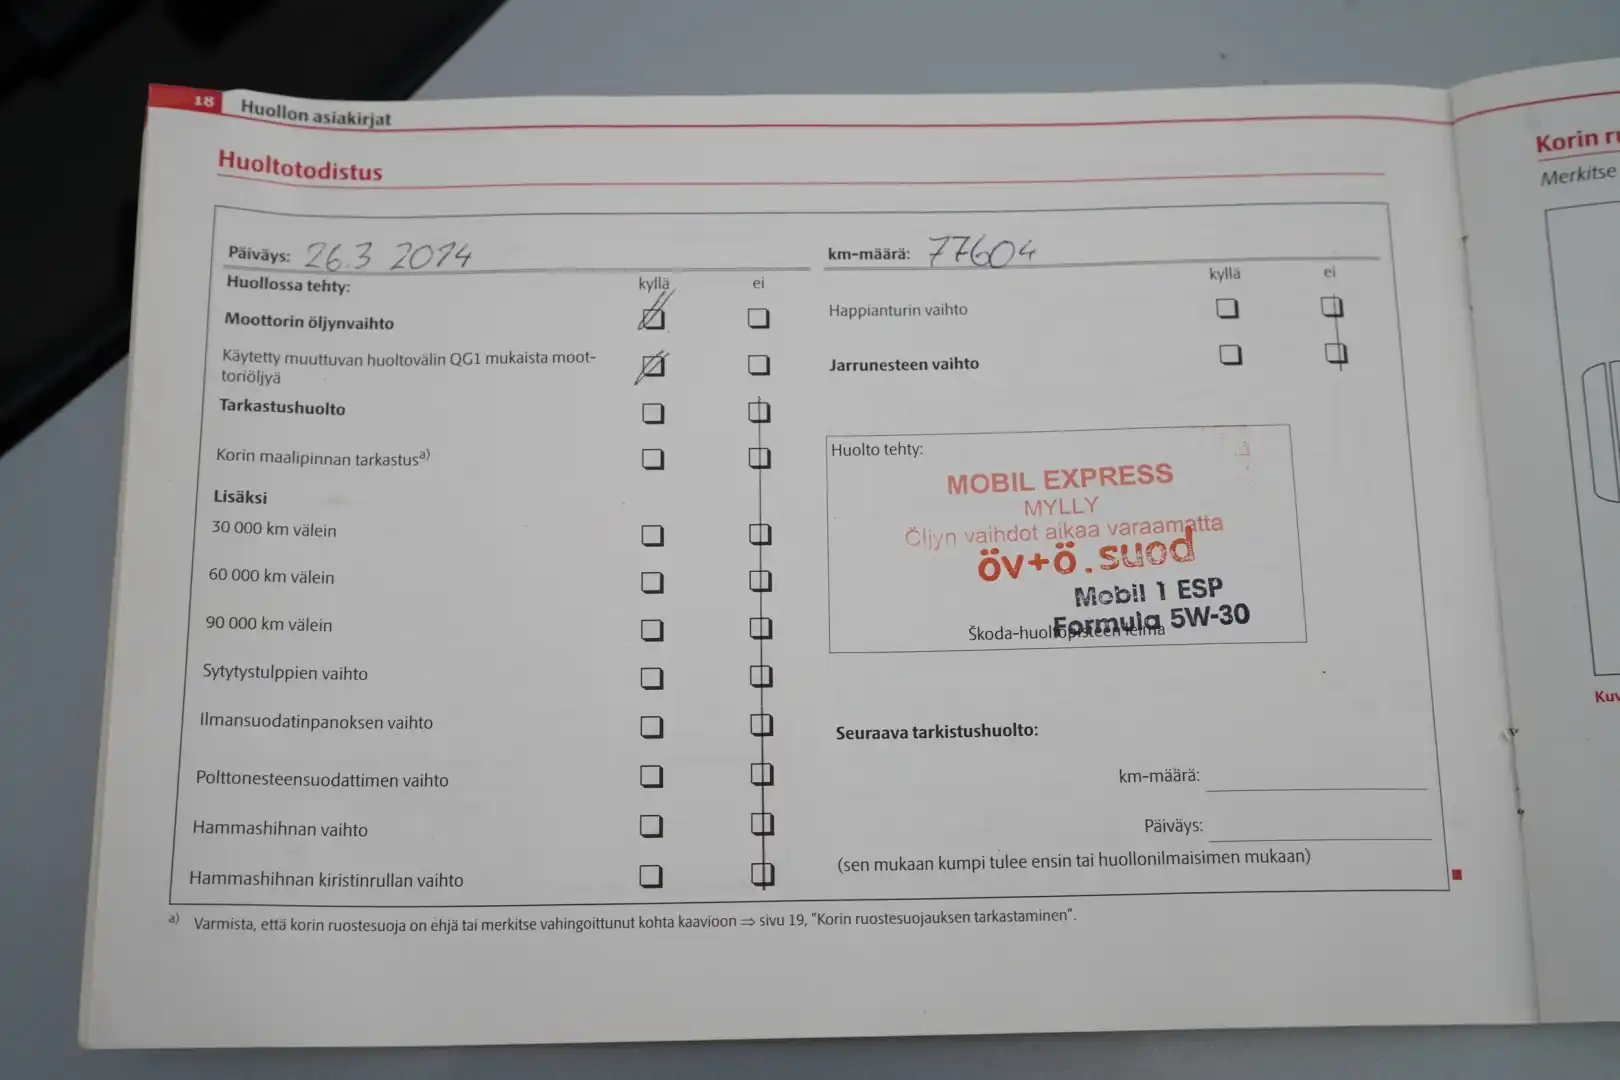 18 Huollon asiakirjat
Huoltotodistus
Päiväys: 26.3 2014
Huollossa tehty:
kyllä ei
Moottorin öljynvaihto
Käytetty muuttuvan huoltovälin QG1 mukaista moot-
toriöljyä
Tarkastushuolto
Korin maalipinnan tarkastus a)
Lisäksi
30 000 km välein
60 000 km välein
90 000 km välein
Sytytystulppien vaihto
Ilmansuodatinpanoksen vaihto
Polttonesteensuodattimen vaihto
Hammashihnan vaihto
Hammashihnan kiristinrullan vaihto
km-määrä: 77604
kyllä ei
Happianturin vaihto
Jarrunesteen vaihto
Huolto tehty:
MOBIL EXPRESS
MYLLY
Öljyn vaihdot aikaa varaamatta
öv+ö.suod
Mobil 1 ESP
Formula 5W-30
Škoda-huoltopisteen leima
Seuraava tarkistushuolto:
km-määrä:
Päiväys:
(sen mukaan kumpi tulee ensin tai huollonilmaisimen mukaan)
a) Varmista, että korin ruostesuoja on ehjä tai merkitse vahingoittunut kohta kaavioon ⇒ sivu 19, "Korin ruostesuojauksen tarkastaminen".
Korin
Merkitse